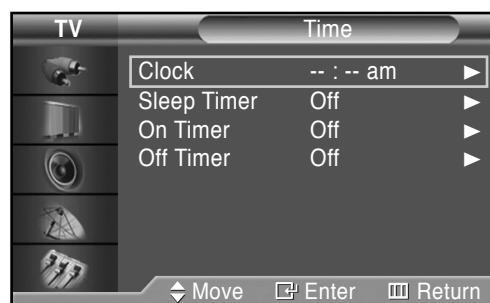 TV Time
Clock -- : -- am ►
Sleep Timer Off ►
On Timer Off ►
Off Timer Off ►
Move Enter Return